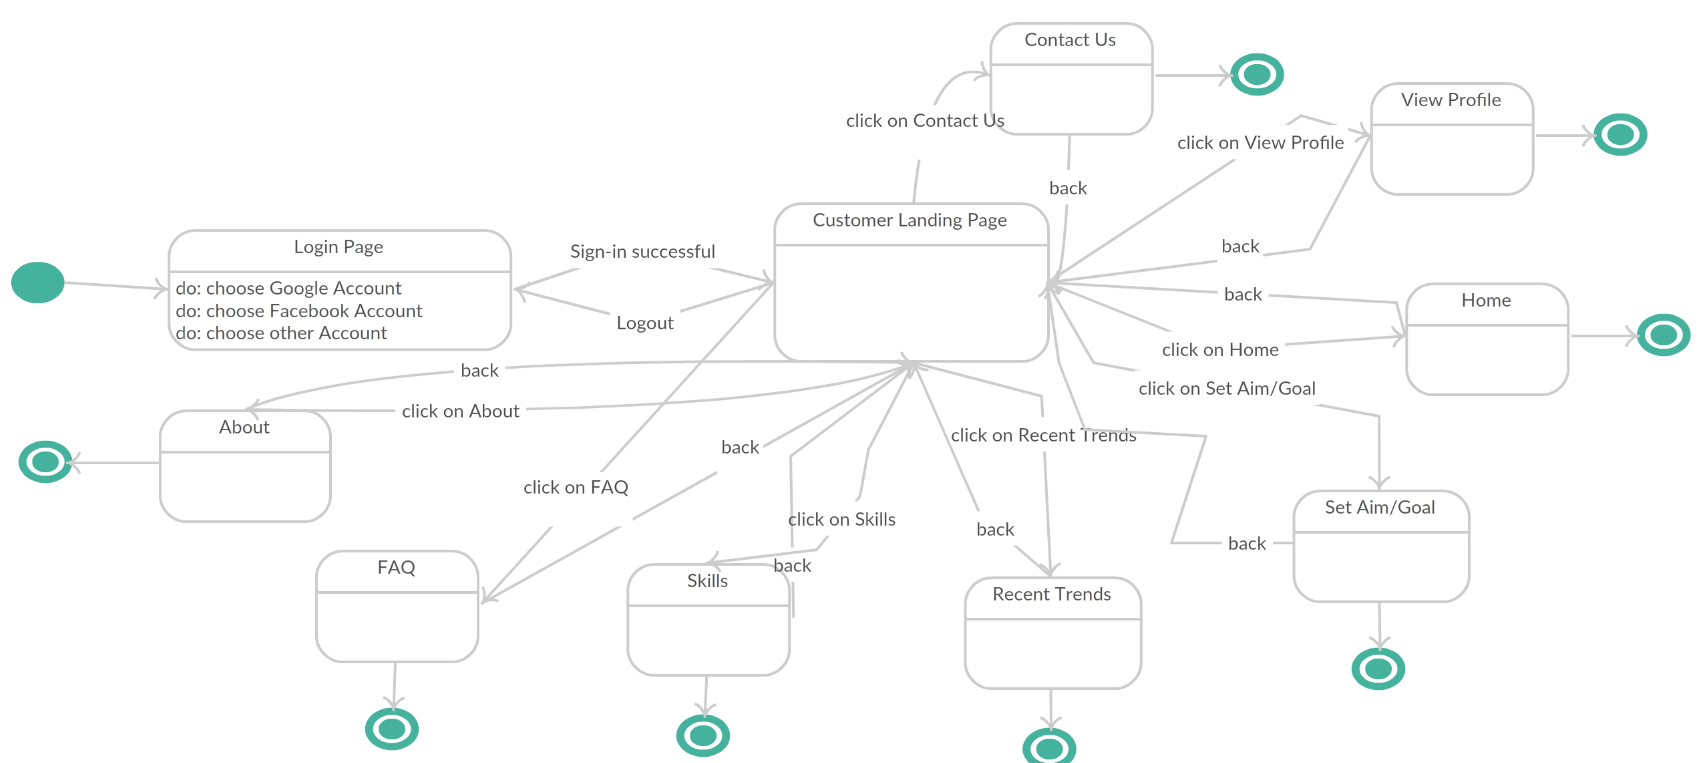 Contact Us
View Profile
click on Contact Us
click on View Profile
back
Customer Landing Page
Login Page
Sign-in successful
back
do: choose Google Account
do: choose Facebook Account
do: choose other Account
back
Home
Logout
click on Home
back
click on Set Aim/Goal
click on About
About
click on Recent Trends
back
click on FAQ
Set Aim/Goal
click on Skills
back
back
FAQ
back
Skills
Recent Trends